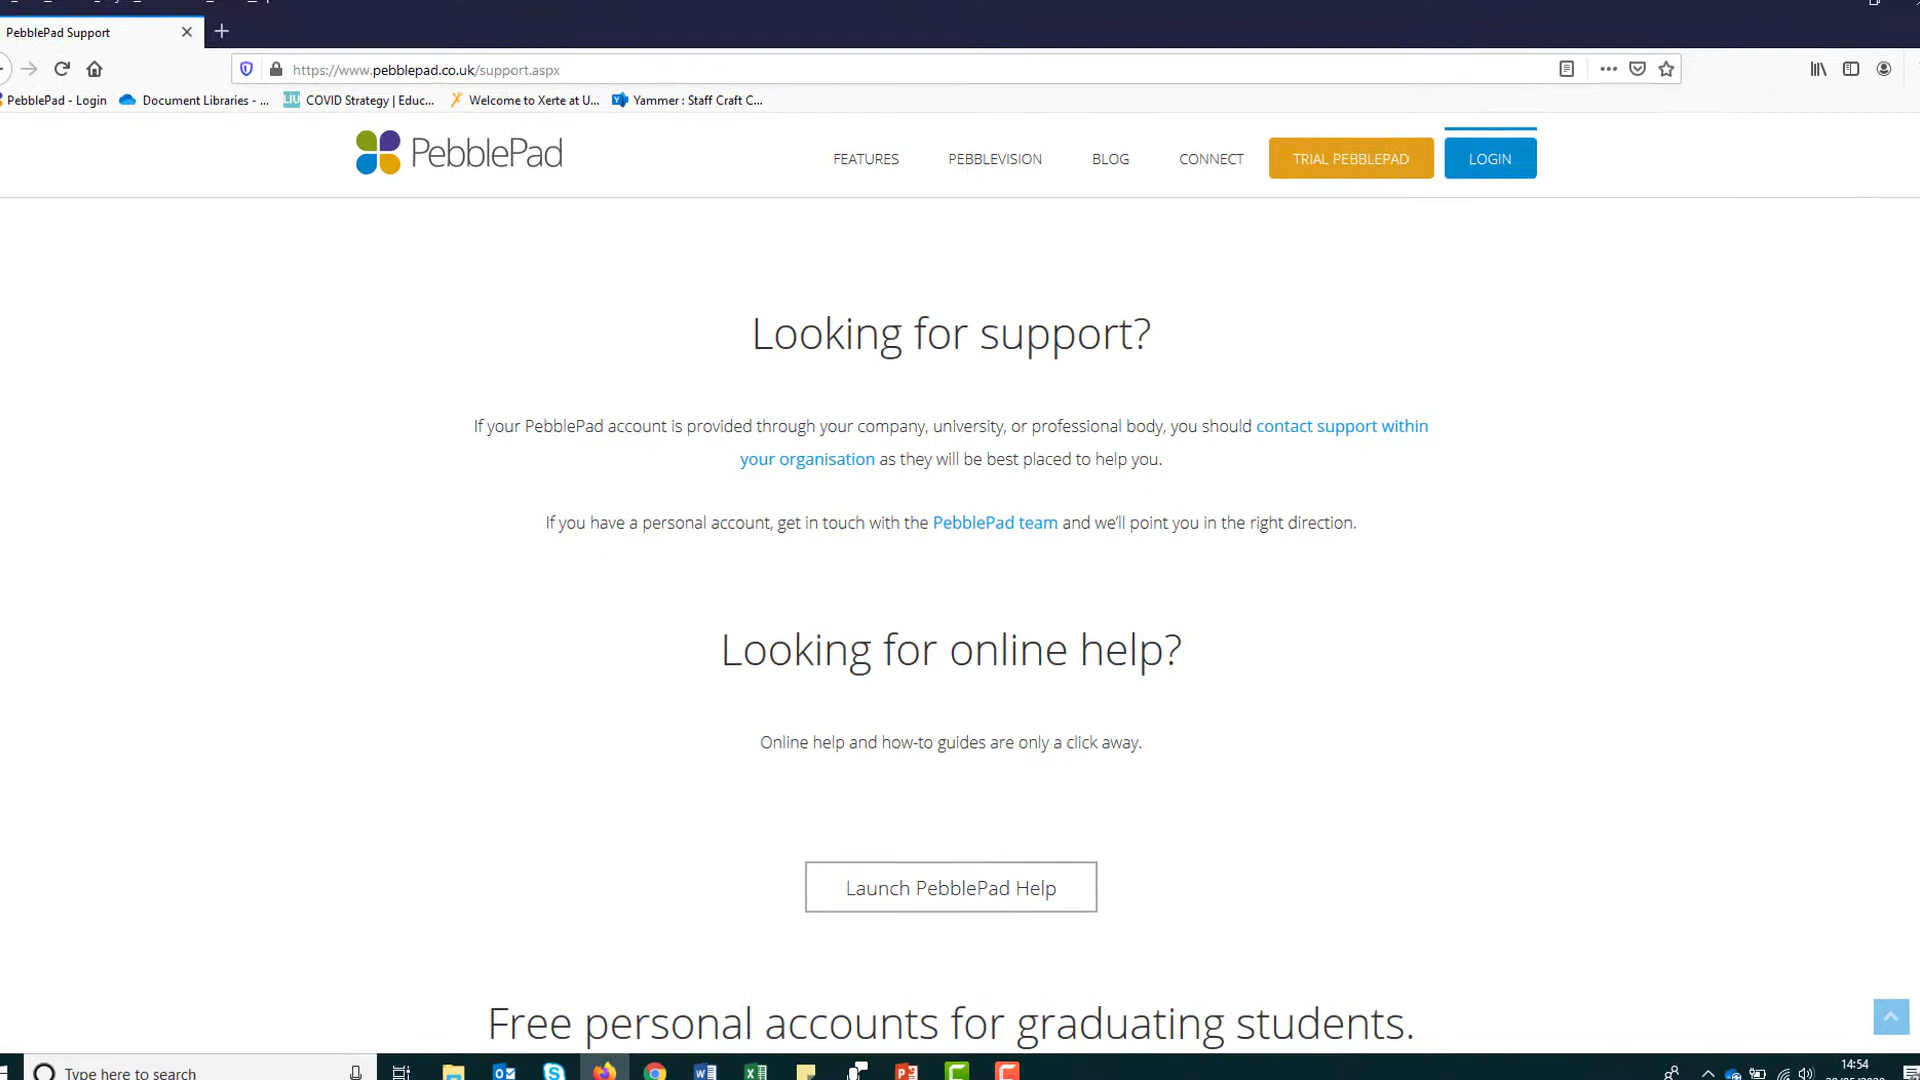 PebblePad Support
https://www.pebblepad.co.uk/support.aspx
PebblePad - Login
Document Libraries - ...
COVID Strategy | Educ...
Welcome to Xerte at U...
Yammer : Staff Craft C...
PebblePad
FEATURES
PEBBLEVISION
BLOG
CONNECT
TRIAL PEBBLEPAD
LOGIN
Looking for support?
If your PebblePad account is provided through your company, university, or professional body, you should contact support within
your organisation as they will be best placed to help you.
If you have a personal account, get in touch with the PebblePad team and we'll point you in the right direction.
Looking for online help?
Online help and how-to guides are only a click away.
Launch PebblePad Help
Free personal accounts for graduating students.
Type here to search
14:54